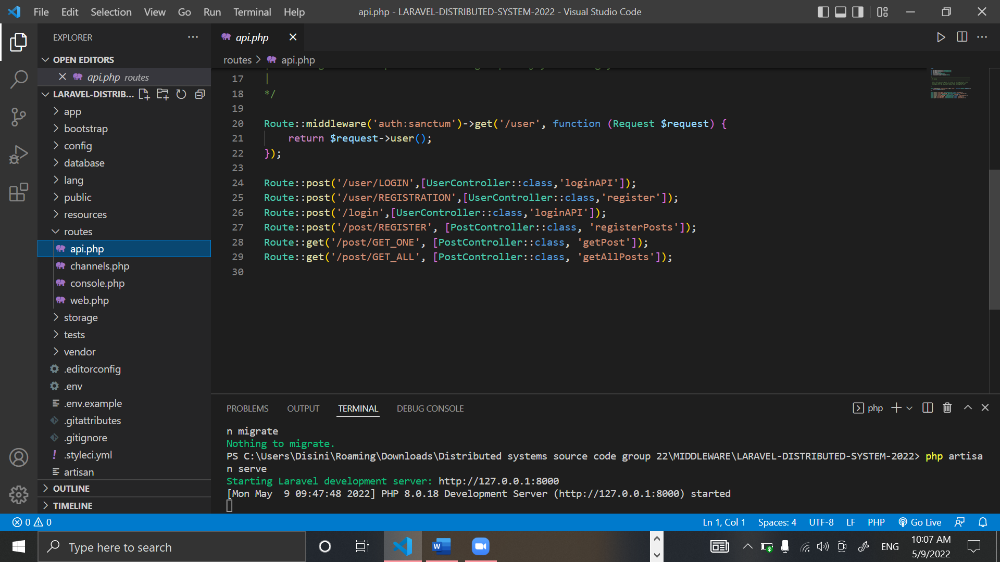 File Edit Selection View Go Run Terminal Help
api.php - LARAVEL-DISTRIBUTED-SYSTEM-2022 - Visual Studio Code
EXPLORER
OPEN EDITORS
api.php routes
LARAVEL-DISTRIB...
app
bootstrap
config
database
lang
public
resources
routes
api.php
channels.php
console.php
web.php
storage
tests
vendor
.editorconfig
.env
.env.example
.gitattributes
.gitignore
.styleci.yml
artisan
OUTLINE
TIMELINE
api.php
routes > api.php
17 |
18 */
19
20 Route::middleware('auth:sanctum')->get('/user', function (Request $request) {
21 return $request->user();
22 });
23
24 Route::post('/user/LOGIN',[UserController::class,'loginAPI']);
25 Route::post('/user/REGISTRATION',[UserController::class,'register']);
26 Route::post('/login',[UserController::class,'loginAPI']);
27 Route::post('/post/REGISTER', [PostController::class, 'registerPosts']);
28 Route::get('/post/GET_ONE', [PostController::class, 'getPost']);
29 Route::get('/post/GET_ALL', [PostController::class, 'getAllPosts']);
30
PROBLEMS OUTPUT TERMINAL DEBUG CONSOLE
php
n migrate
Nothing to migrate.
PS C:\Users\Disini\Roaming\Downloads\Distributed systems source code group 22\MIDDLEWARE\LARAVEL-DISTRIBUTED-SYSTEM-2022> php artisa
n serve
Starting Laravel development server: http://127.0.0.1:8000
[Mon May  9 09:47:48 2022] PHP 8.0.18 Development Server (http://127.0.0.1:8000) started
0 0
Ln 1, Col 1 Spaces: 4 UTF-8 LF PHP Go Live
Type here to search
W
ENG
10:07 AM
5/9/2022